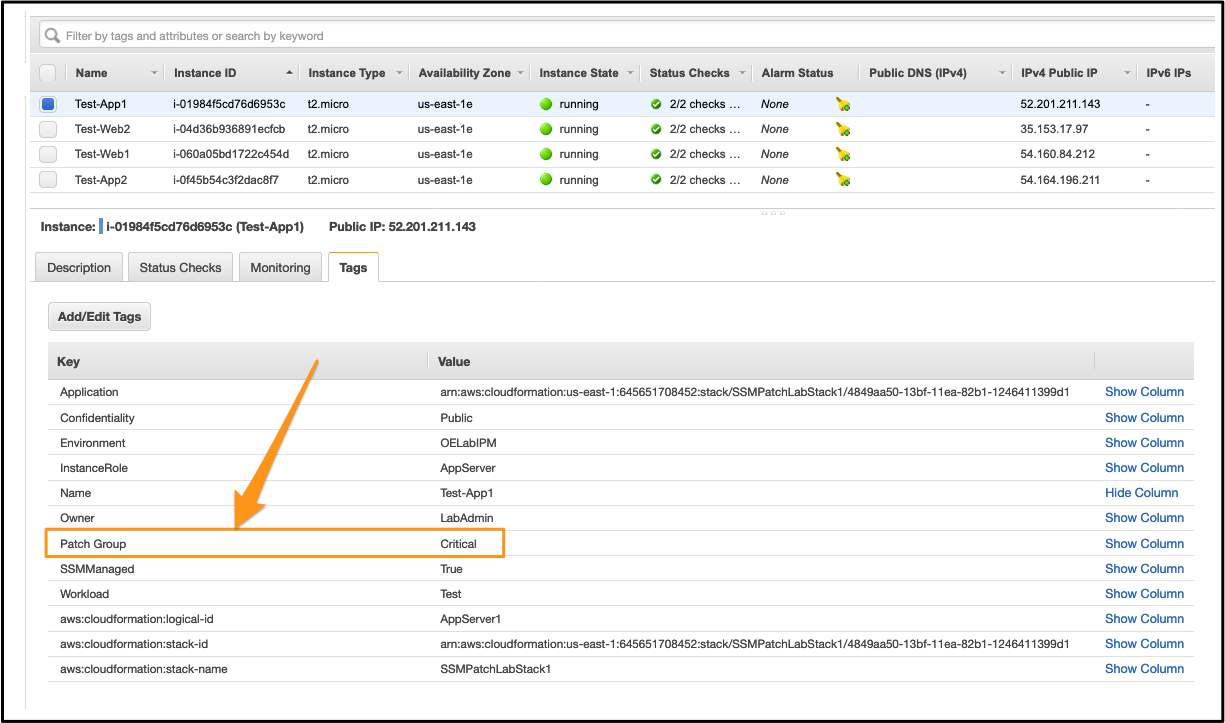 Filter by tags and attributes or search by keyword
Name Instance ID Instance Type Availability Zone Instance State Status Checks Alarm Status Public DNS (IPv4) IPv4 Public IP IPv6 IPs
Test-App1 i-01984f5cd76d6953c t2.micro us-east-1e running 2/2 checks ... None 52.201.211.143 -
Test-Web2 i-04d36b936891ecfcb t2.micro us-east-1e running 2/2 checks ... None 35.153.17.97 -
Test-Web1 i-060a05bd1722c454d t2.micro us-east-1e running 2/2 checks ... None 54.160.84.212 -
Test-App2 i-0f45b54c3f2dac8f7 t2.micro us-east-1e running 2/2 checks ... None 54.164.196.211 -
Instance: i-01984f5cd76d6953c (Test-App1) Public IP: 52.201.211.143
Description Status Checks Monitoring Tags
Add/Edit Tags
Key Value
Application arn:aws:cloudformation:us-east-1:645651708452:stack/SSMPatchLabStack1/4849aa50-13bf-11ea-82b1-1246411399d1 Show Column
Confidentiality Public Show Column
Environment OELabIPM Show Column
InstanceRole AppServer Show Column
Name Test-App1 Hide Column
Owner LabAdmin Show Column
Patch Group Critical Show Column
SSMManaged True Show Column
Workload Test Show Column
aws:cloudformation:logical-id AppServer1 Show Column
aws:cloudformation:stack-id arn:aws:cloudformation:us-east-1:645651708452:stack/SSMPatchLabStack1/4849aa50-13bf-11ea-82b1-1246411399d1 Show Column
aws:cloudformation:stack-name SSMPatchLabStack1 Show Column